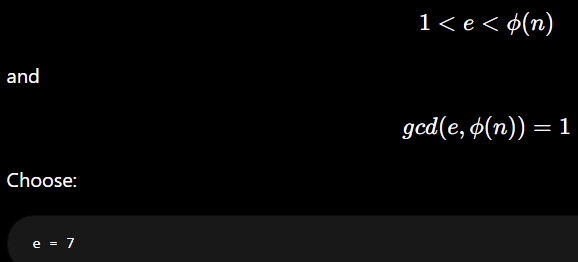 1 < e < ϕ(n)
and
gcd(e, ϕ(n)) = 1
Choose:
e = 7